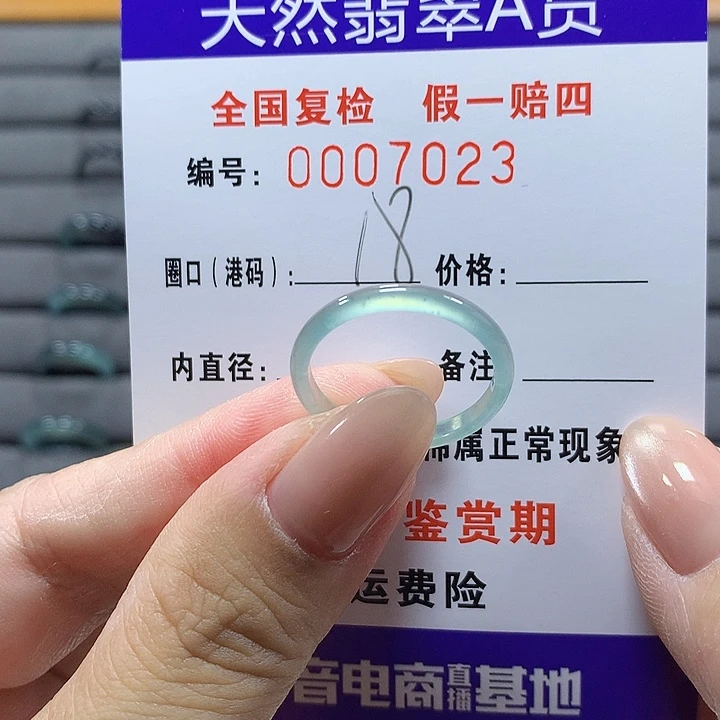 天然翡翠A货
全国复检 假一赔四
编号: 0007023
圈口(港码): 18 价格:
内直径: 备注
属正常现象
鉴赏期
运费险
音电商直播基地